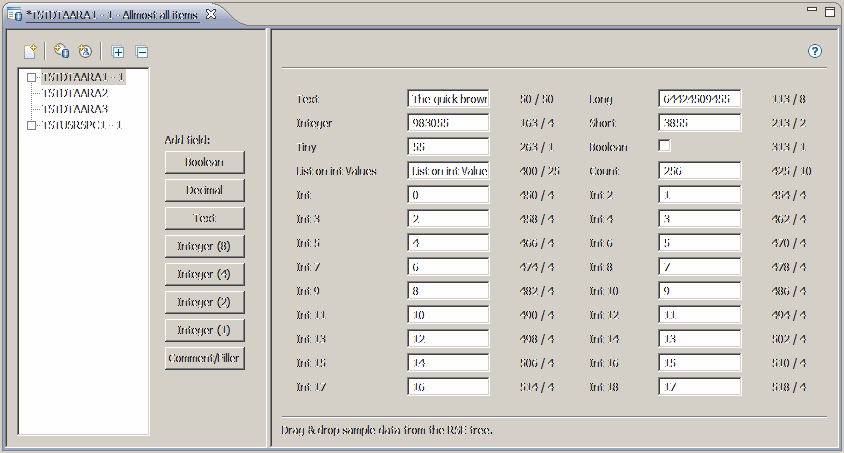 *TSTDTAARA1 - 1 - Allmost all items
?
TSTDTAARA1 - 1
TSTDTAARA2
TSTDTAARA3
TSTUSRSPC1 - 1
Add field:
Boolean
Decimal
Text
Integer (8)
Integer (4)
Integer (2)
Integer (1)
Comment/Filler
Text The quick brown 50 / 50 Long 64424509455 113 / 8
Integer 983055 163 / 4 Short 3855 213 / 2
Tiny 55 263 / 1 Boolean 313 / 1
List on int Values List on int Value 400 / 25 Count 256 425 / 10
Int 0 450 / 4 Int 2 1 454 / 4
Int 3 2 458 / 4 Int 4 3 462 / 4
Int 5 4 466 / 4 Int 6 5 470 / 4
Int 7 6 474 / 4 Int 8 7 478 / 4
Int 9 8 482 / 4 Int 10 9 486 / 4
Int 11 10 490 / 4 Int 12 11 494 / 4
Int 13 12 498 / 4 Int 14 13 502 / 4
Int 15 14 506 / 4 Int 16 15 510 / 4
Int 17 16 514 / 4 Int 18 17 518 / 4
Drag & drop sample data from the RSE tree.